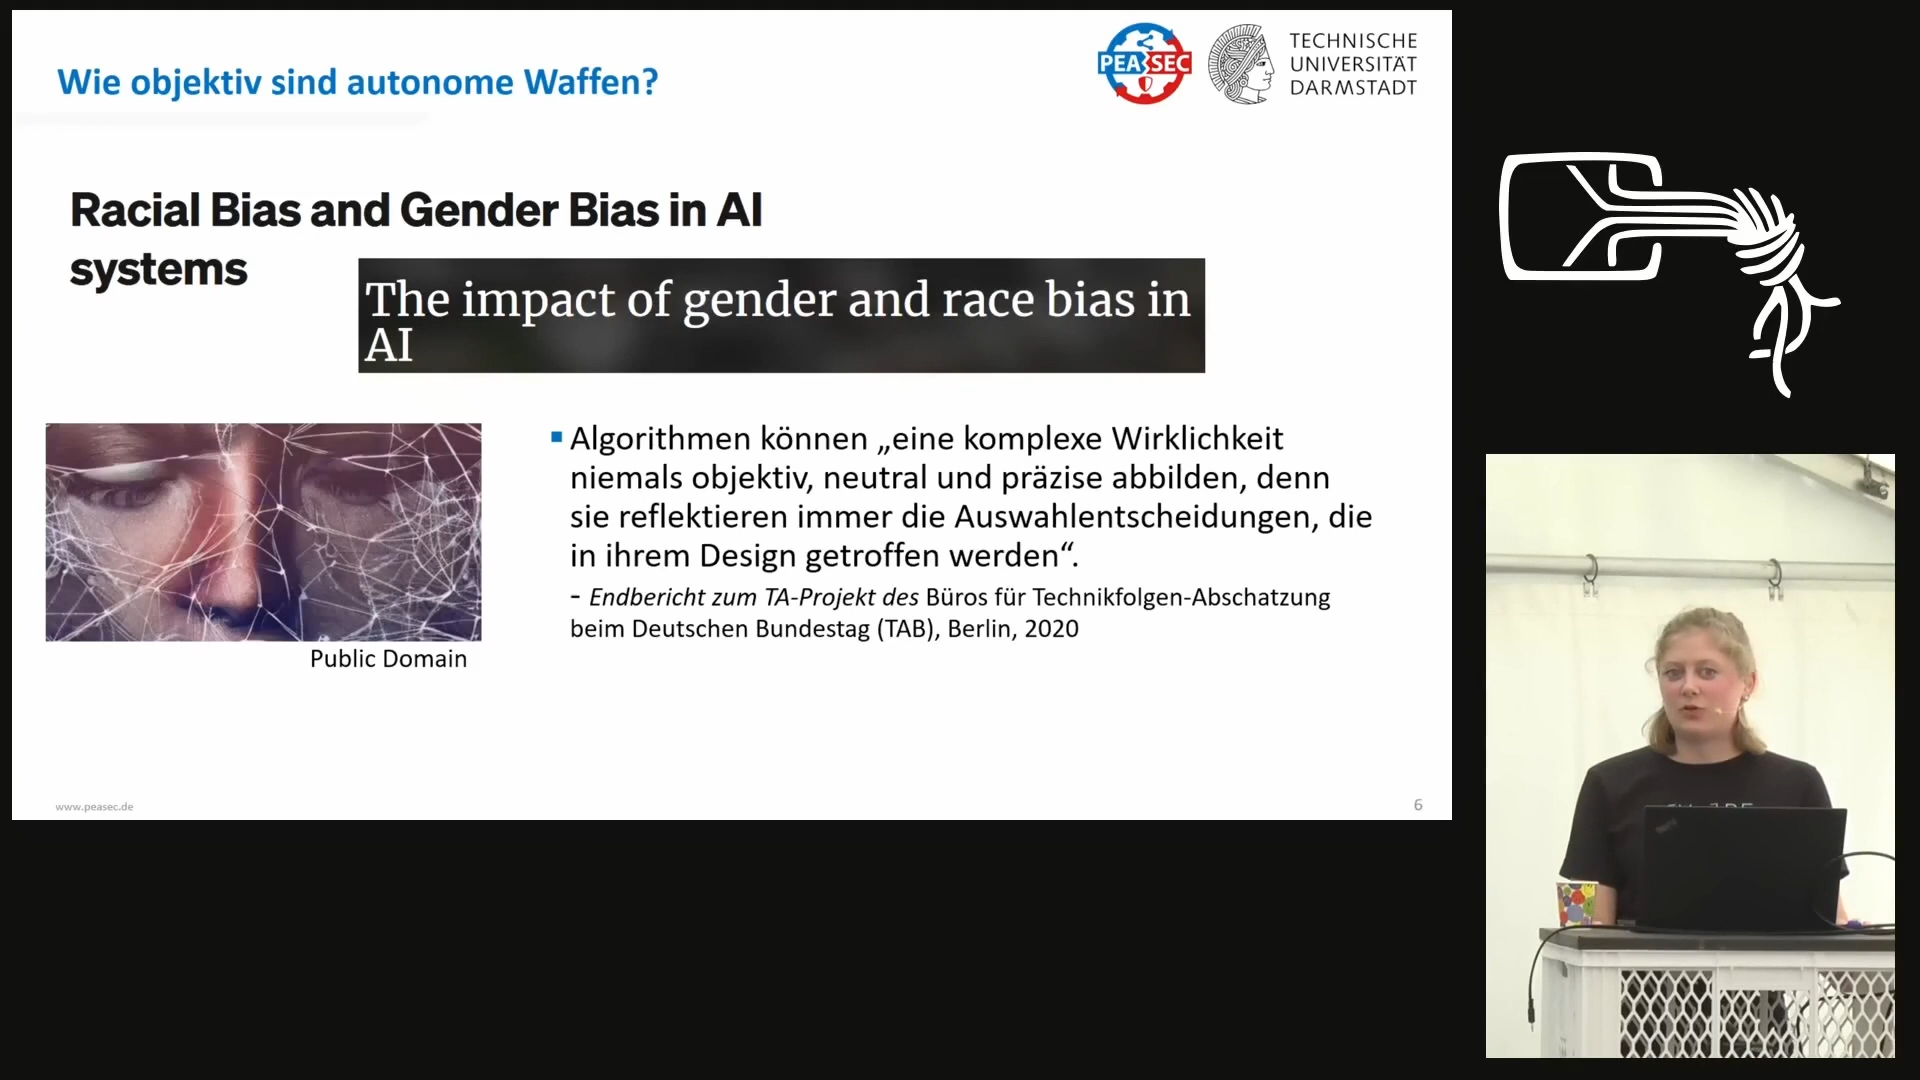 Wie objektiv sind autonome Waffen?
PEASEC
TECHNISCHE
UNIVERSITÄT
DARMSTADT
Racial Bias and Gender Bias in AI
systems
The impact of gender and race bias in
AI
Algorithmen können „eine komplexe Wirklichkeit
niemals objektiv, neutral und präzise abbilden, denn
sie reflektieren immer die Auswahlentscheidungen, die
in ihrem Design getroffen werden“.
- Endbericht zum TA-Projekt des Büros für Technikfolgen-Abschatzung
beim Deutschen Bundestag (TAB), Berlin, 2020
Public Domain
www.peasec.de
6